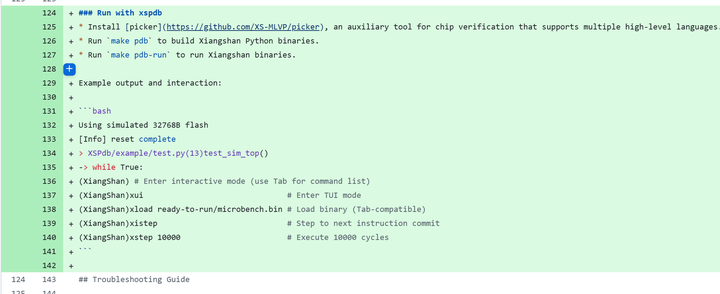 124 + ### Run with xspdb
125 + * Install [picker](https://github.com/XS-MLVP/picker), an auxiliary tool for chip verification that supports multiple high-level languages.
126 + * Run `make pdb` to build Xiangshan Python binaries.
127 + * Run `make pdb-run` to run Xiangshan binaries.
128 +
129 + Example output and interaction:
130 +
131 + ```bash
132 + Using simulated 32768B flash
133 + [Info] reset complete
134 + > XSPdb/example/test.py(13)test_sim_top()
135 + -> while True:
136 + (XiangShan) # Enter interactive mode (use Tab for command list)
137 + (XiangShan)xui # Enter TUI mode
138 + (XiangShan)xload ready-to-run/microbench.bin # Load binary (Tab-compatible)
139 + (XiangShan)xistep # Step to next instruction commit
140 + (XiangShan)xstep 10000 # Execute 10000 cycles
141 + ```
142 +
124 143 ## Troubleshooting Guide